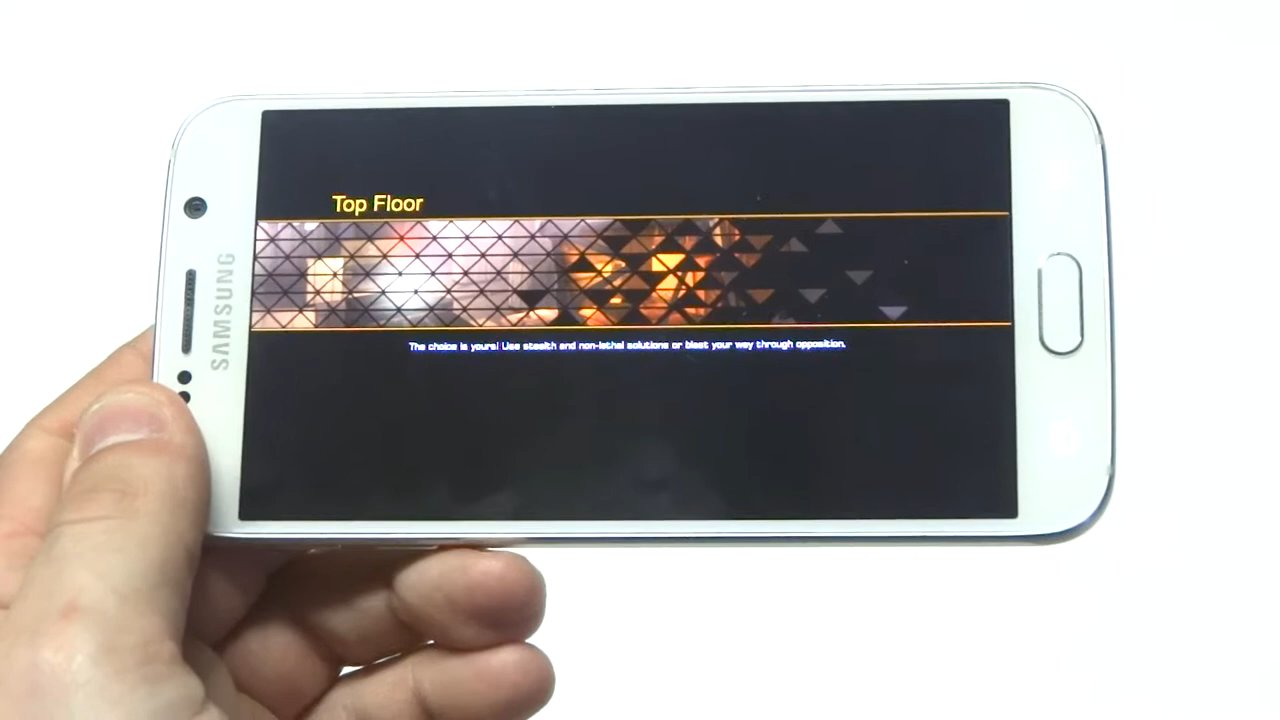 Top Floor
The choice is yours! Use stealth and non-lethal solutions or blast your way through opposition.
SAMSUNG